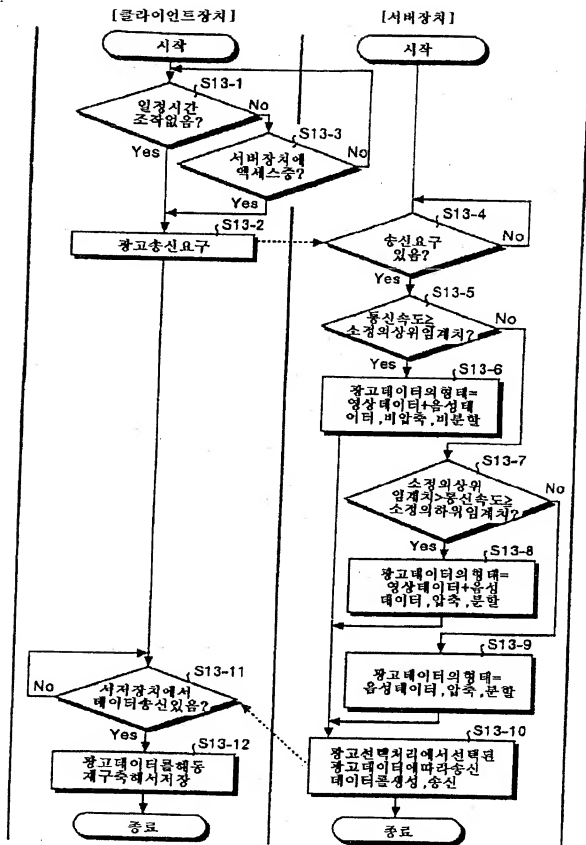 [클라이언트장치]
[서버장치]
시작
시작
S13-1
일정시간
조작없음?
No
Yes
S13-3
서버장치에
액세스중?
No
Yes
S13-2
광고송신요구
S13-4
송신요구
있음?
No
Yes
S13-5
통신속도≥
소정의상위임계치?
No
Yes
S13-6
광고데이터의형태=
영상데이터+음성데
이터,비압축,비분할
S13-7
소정의상위
임계치>통신속도≥
소정의하위임계치?
No
Yes
S13-8
광고데이터의형태=
영상데이터+음성
데이터,압축,분할
S13-9
광고데이터의형태=
음성데이터,압축,분할
S13-11
서저장치에서
데이터송신있음?
No
Yes
S13-10
광고선택처리에서선택된
광고데이터에따라송신
데이터를생성,송신
S13-12
광고데이터를해동
재구축해서저장
종료
종료